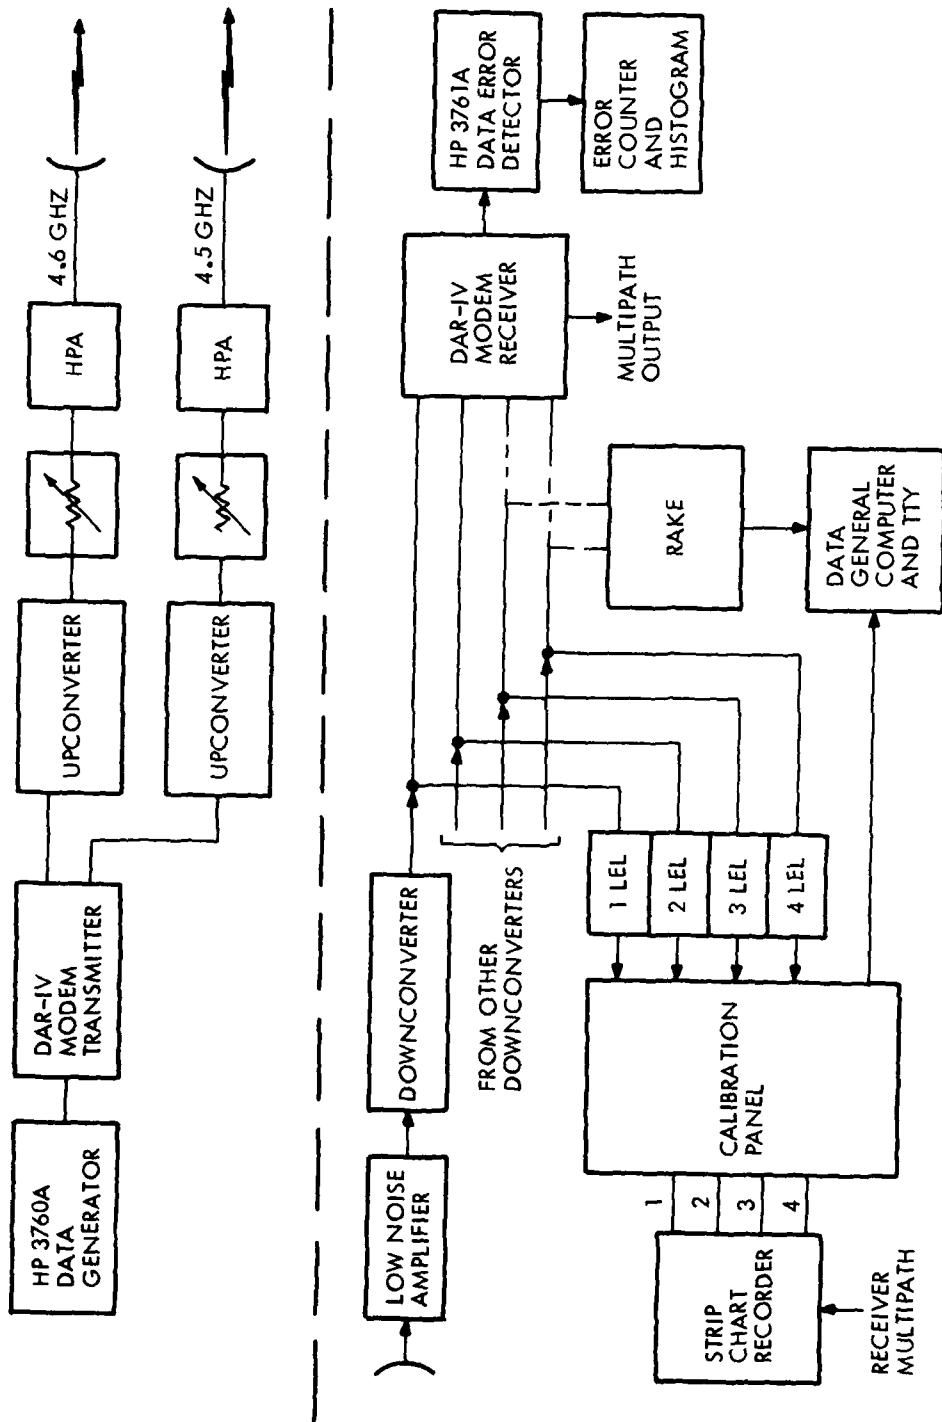 HP 3760A
DATA
GENERATOR
DAR-IV
MODEM
TRANSMITTER
UPCONVERTER
UPCONVERTER
HPA
HPA
4.6 GHZ
4.5 GHZ
LOW NOISE
AMPLIFIER
DOWNCONVERTER
FROM OTHER
DOWNCONVERTERS
DAR-IV
MODEM
RECEIVER
MULTIPATH
OUTPUT
HP 3761A
DATA ERROR
DETECTOR
ERROR
COUNTER
AND
HISTOGRAM
RAKE
DATA
GENERAL
COMPUTER
AND TTY
1 LEL
2 LEL
3 LEL
4 LEL
CALIBRATION
PANEL
1
2
3
4
STRIP
CHART
RECORDER
RECEIVER
MULTIPATH